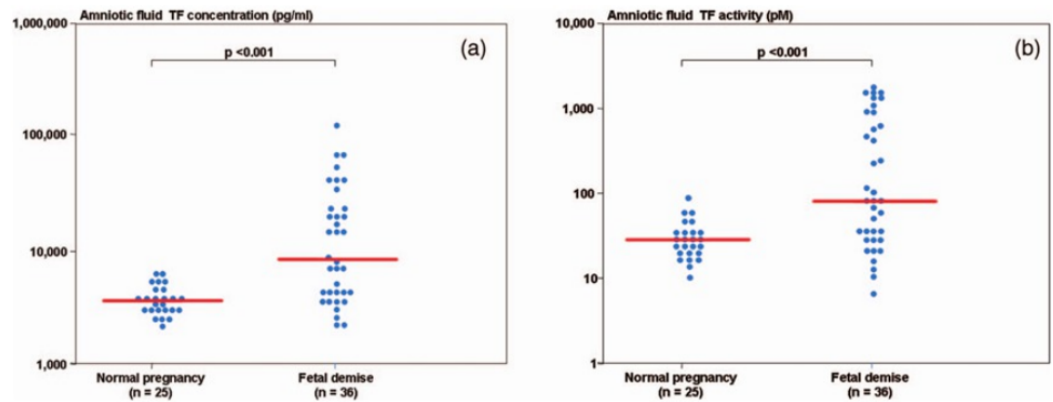 Amniotic fluid TF concentration (pg/ml)
1,000,000
p <0.001
(a)
100,000
10,000
1,000
Normal pregnancy
(n = 25)
Fetal demise
(n = 36)
Amniotic fluid TF activity (pM)
10,000
p <0.001
(b)
1,000
100
10
1
Normal pregnancy
(n = 25)
Fetal demise
(n = 36)